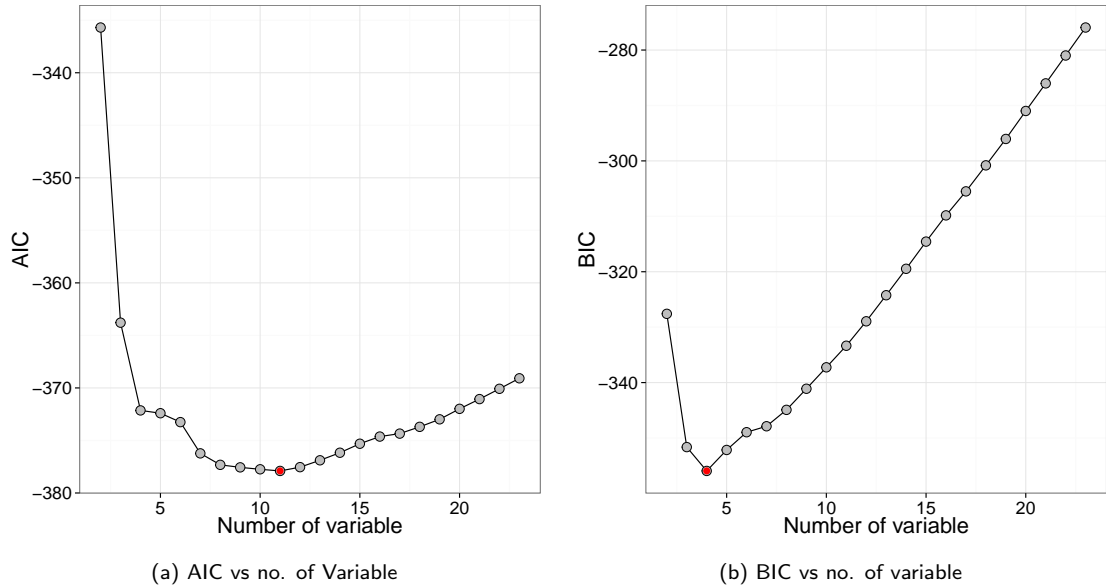 −340
−350
−360
−370
−380
5
10
15
20
AIC
Number of variable
(a) AIC vs no. of Variable
−280
−300
−320
−340
5
10
15
20
BIC
Number of variable
(b) BIC vs no. of variable